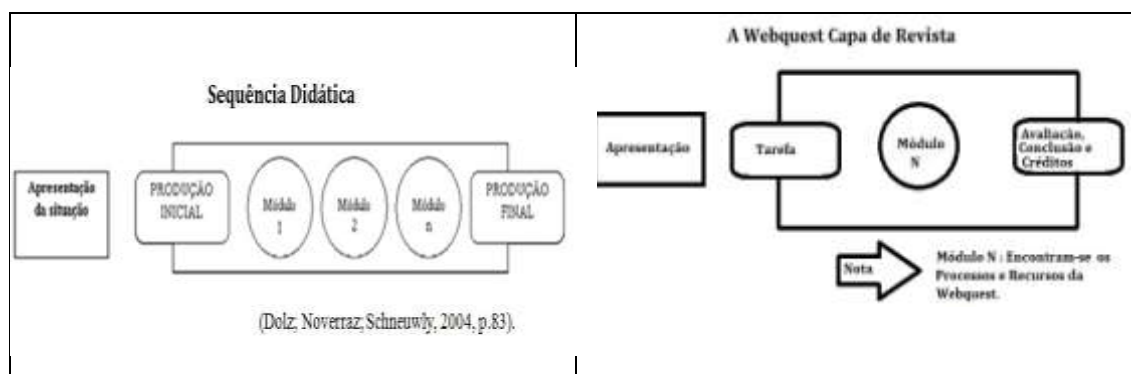 Sequência Didática
Apresentação
da situação
PRODUÇÃO
INICIAL
Módulo
1
Módulo
2
Módulo
n
PRODUÇÃO
FINAL
(Dolz; Noverraz; Schneuwly, 2004, p.83).
A Webquest Capa de Revista
Apresentação
Tarefa
Módulo
N
Avaliação,
Conclusão e
Créditos
Nota
Módulo N : Encontram-se os
Processos e Recursos da
Webquest.